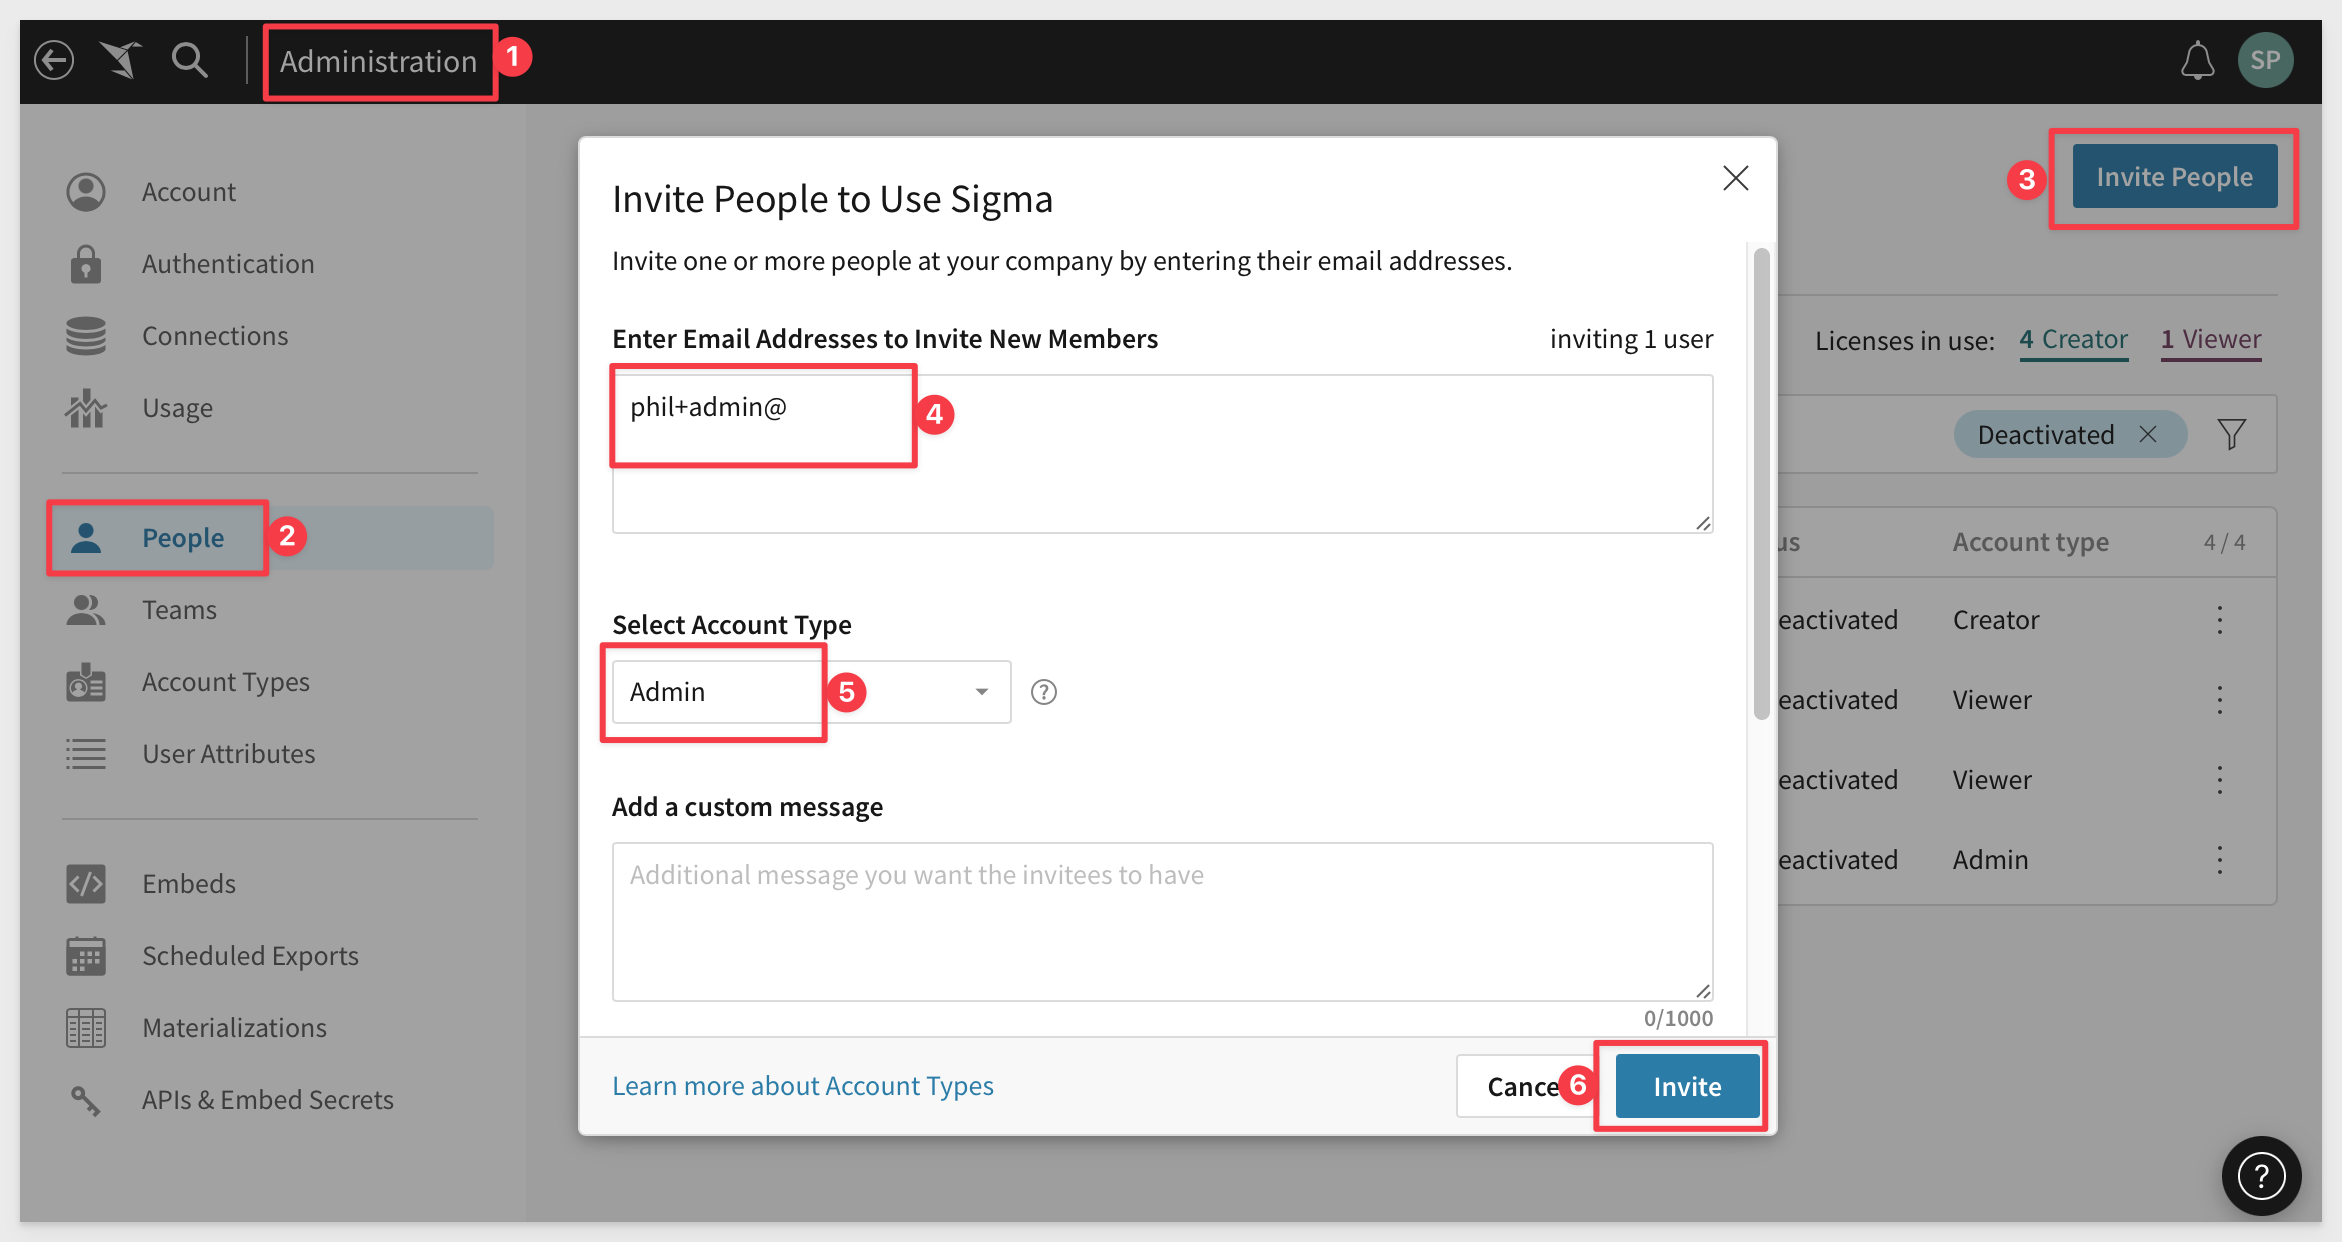 Administration 1
SP
Account
Authentication
Connections
Usage
People 2
Teams
Account Types
User Attributes
Embeds
Scheduled Exports
Materializations
APIs & Embed Secrets
3 Invite People
Licenses in use: 4 Creator 1 Viewer
Deactivated
us Account type 4 / 4
eactivated Creator
eactivated Viewer
eactivated Viewer
eactivated Admin
Invite People to Use Sigma
Invite one or more people at your company by entering their email addresses.
Enter Email Addresses to Invite New Members inviting 1 user
phil+admin@ 4
Select Account Type
Admin 5 ?
Add a custom message
Additional message you want the invitees to have
0/1000
Learn more about Account Types Cance 6 Invite
?